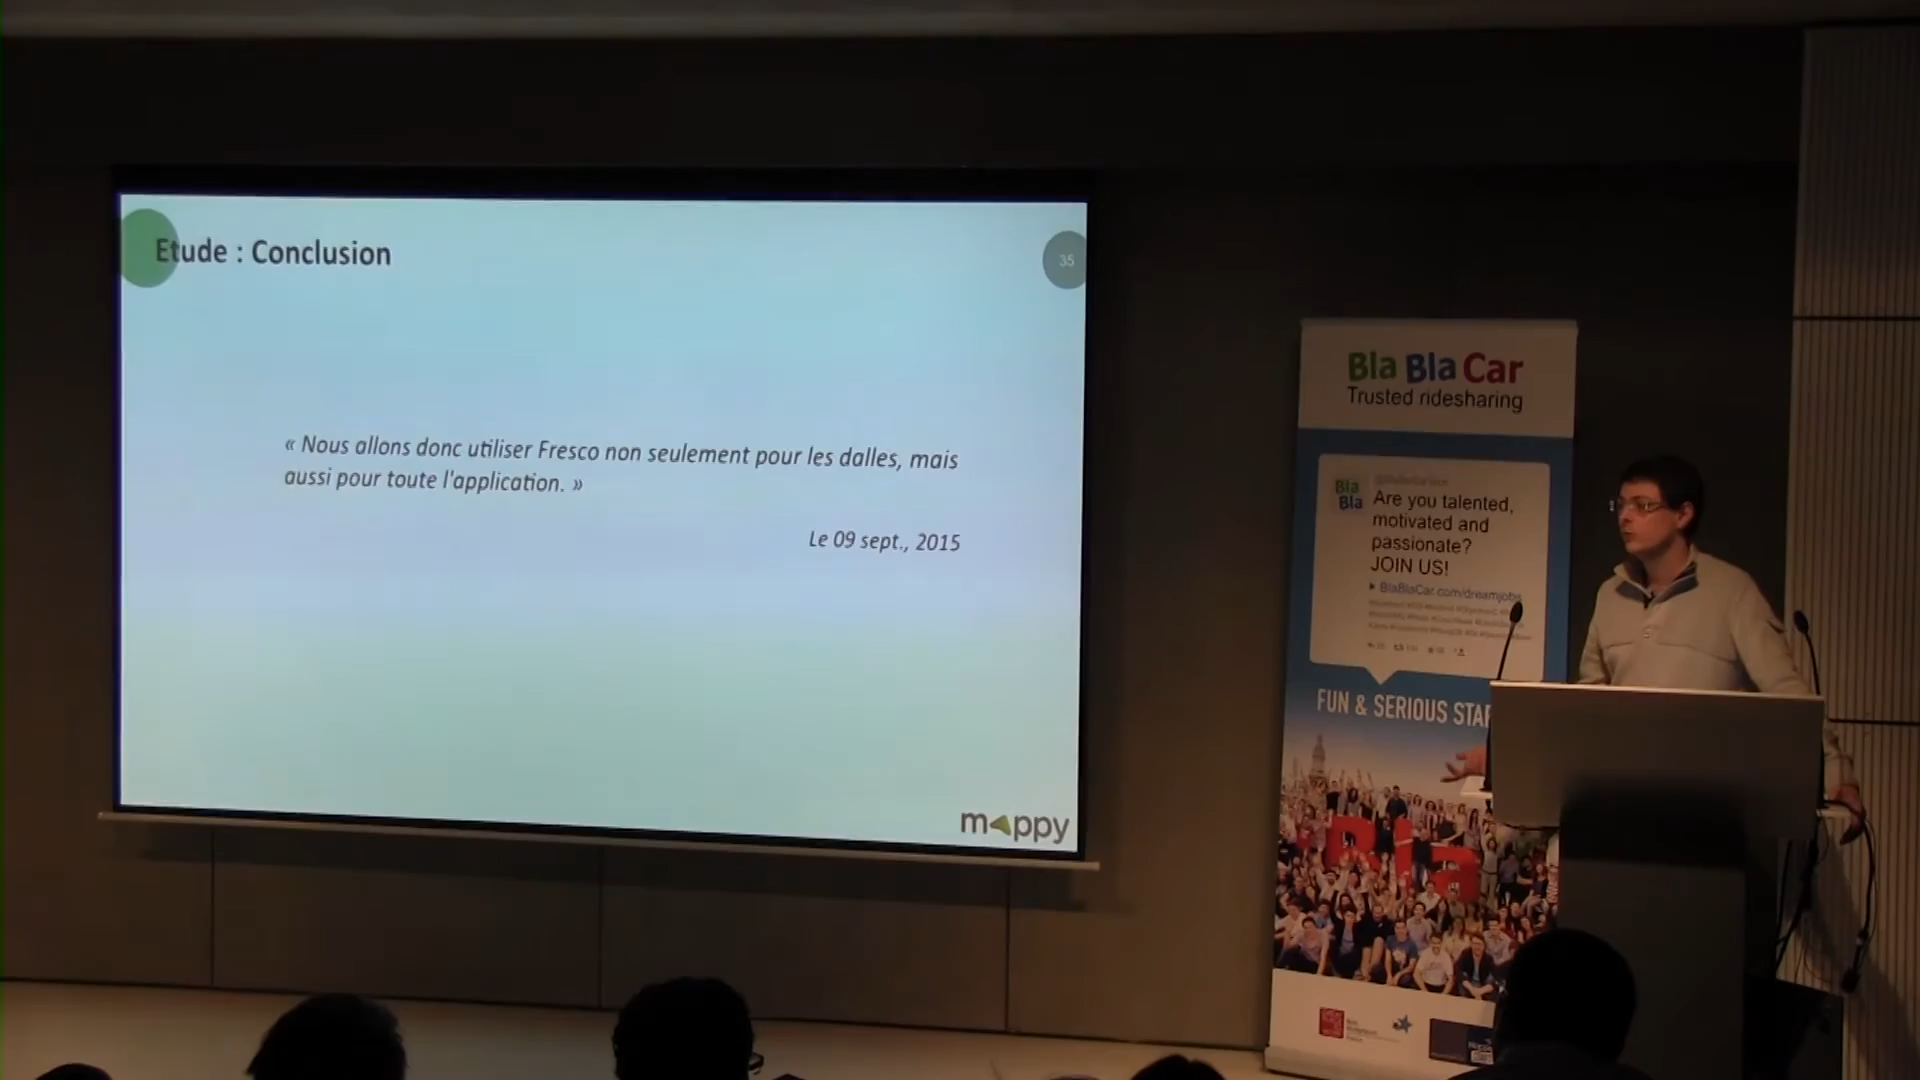 Etude : Conclusion
35
« Nous allons donc utiliser Fresco non seulement pour les dalles, mais
aussi pour toute l'application. »
Le 09 sept., 2015
mappy
Bla Bla Car
Trusted ridesharing
Bla
Bla
Are you talented,
motivated and
passionate?
JOIN US!
BlaBlaCar.com/dreamjobs
FUN & SERIOUS
Bla